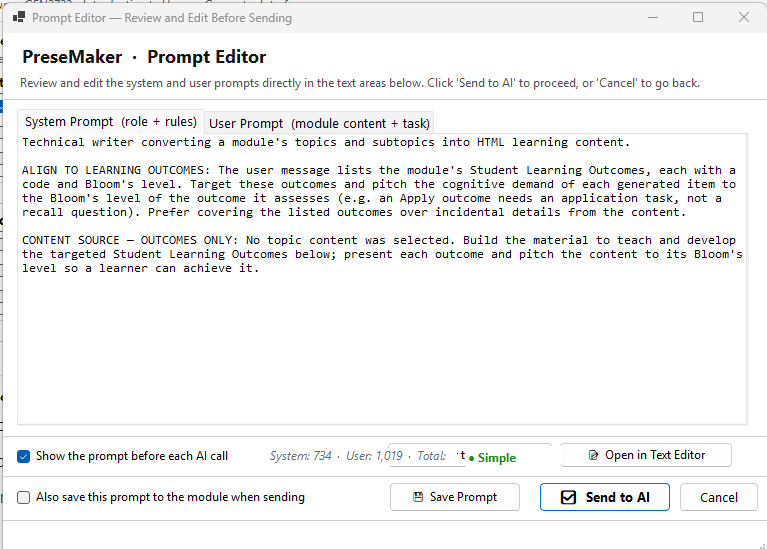 Prompt Editor — Review and Edit Before Sending
PreseMaker · Prompt Editor
Review and edit the system and user prompts directly in the text areas below. Click 'Send to AI' to proceed, or 'Cancel' to go back.
System Prompt (role + rules)
User Prompt (module content + task)
Technical writer converting a module's topics and subtopics into HTML learning content.
ALIGN TO LEARNING OUTCOMES: The user message lists the module's Student Learning Outcomes, each with a
code and Bloom's level. Target these outcomes and pitch the cognitive demand of each generated item to
the Bloom's level of the outcome it assesses (e.g. an Apply outcome needs an application task, not a
recall question). Prefer covering the listed outcomes over incidental details from the content.
CONTENT SOURCE — OUTCOMES ONLY: No topic content was selected. Build the material to teach and develop
the targeted Student Learning Outcomes below; present each outcome and pitch the content to its Bloom's
level so a learner can achieve it.
Show the prompt before each AI call
System: 734 · User: 1,019 · Total:
● Simple
Open in Text Editor
Also save this prompt to the module when sending
Save Prompt
Send to AI
Cancel